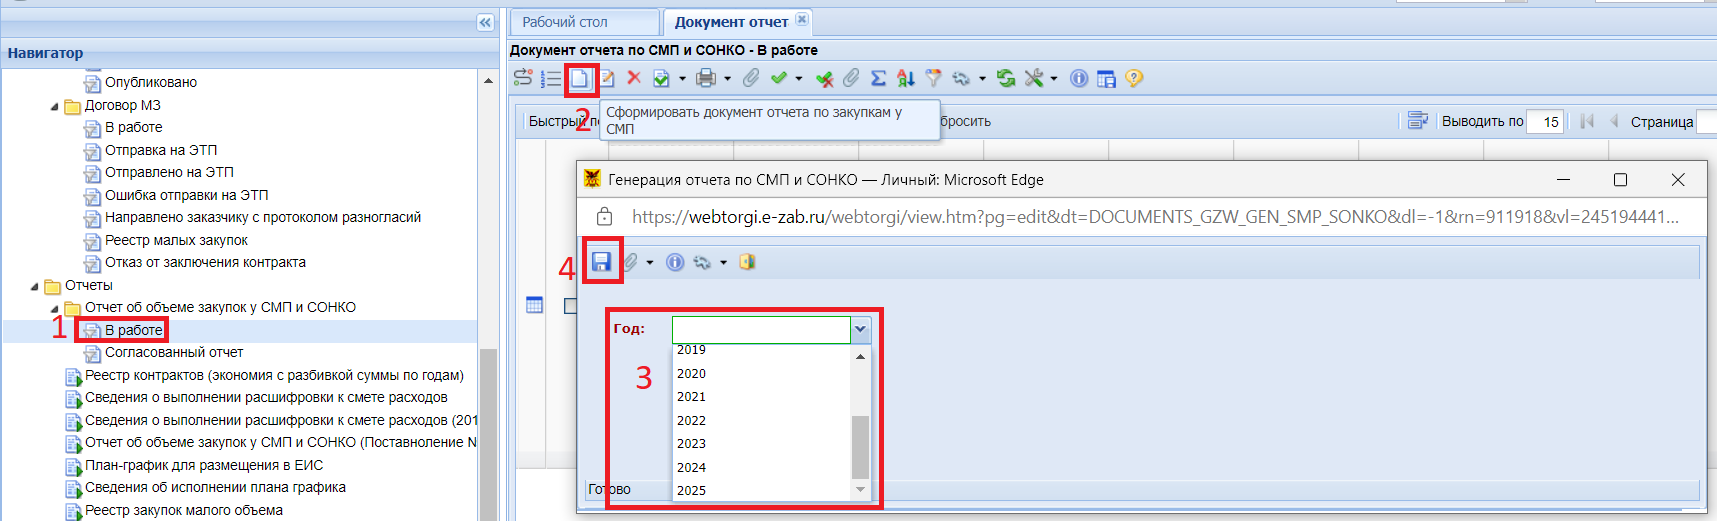 Рабочий стол
Документ отчет
Навигатор
Документ отчета по СМП и СОНКО - В работе
Опубликовано
Договор МЗ
В работе
Отправка на ЭТП
Отправлено на ЭТП
Ошибка отправки на ЭТП
Направлено заказчику с протоколом разногласий
Реестр малых закупок
Отказ от заключения контракта
Отчеты
Отчет об объеме закупок у СМП и СОНКО
1
В работе
Согласованный отчет
Реестр контрактов (экономия с разбивкой суммы по годам)
Сведения о выполнении расшифровки к смете расходов
Сведения о выполнении расшифровки к смете расходов (201
Отчет об объеме закупок у СМП и СОНКО (Поставноление N
План-график для размещения в ЕИС
Сведения об исполнении плана графика
Реестр закупок малого объема
2
Сформировать документ отчета по закупкам у
СМП
Быстрый по
бросить
Выводить по 15
Страница
Генерация отчета по СМП и СОНКО — Личный: Microsoft Edge
https://webtorgi.e-zab.ru/webtorgi/view.htm?pg=edit&dt=DOCUMENTS_GZW_GEN_SMP_SONKO&dl=-1&rn=911918&vl=245194441...
4
Год:
3
2019
2020
2021
2022
2023
2024
2025
Готово